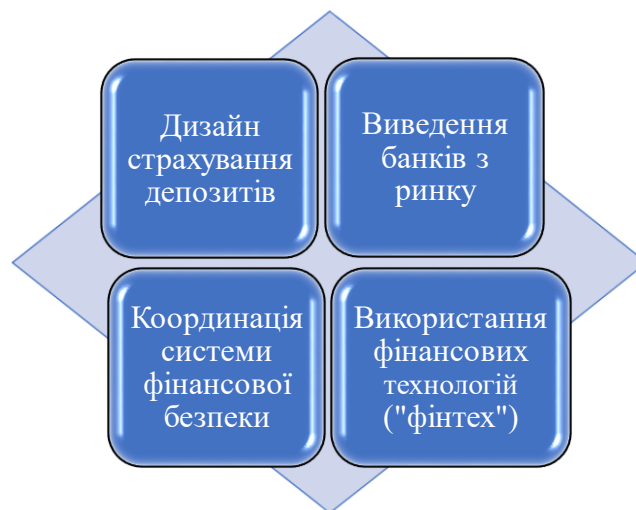 Дизайн
страхування
депозитів
Виведення
банків з
ринку
Координація
системи
фінансової
безпеки
Використання
фінансових
технологій
("фінтех")